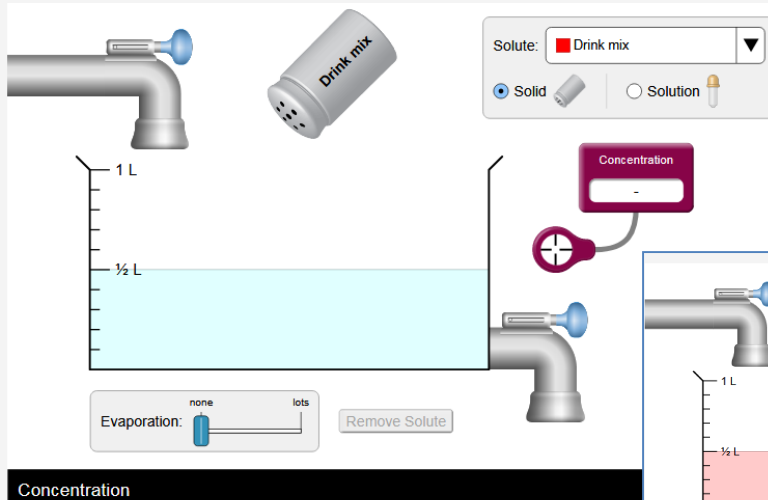 Drink mix
Solute: Drink mix
Solid
Solution
Concentration
-
1 L
½ L
1 L
½ L
none
lots
Evaporation:
Remove Solute
Concentration